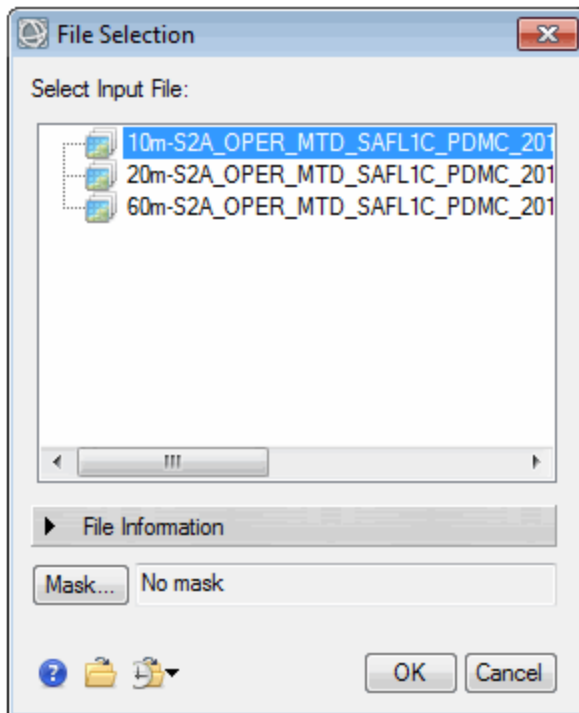 File Selection
Select Input File:
10m-S2A_OPER_MTD_SAFL1C_PDMC_201
20m-S2A_OPER_MTD_SAFL1C_PDMC_201
60m-S2A_OPER_MTD_SAFL1C_PDMC_201
File Information
Mask... No mask
OK Cancel